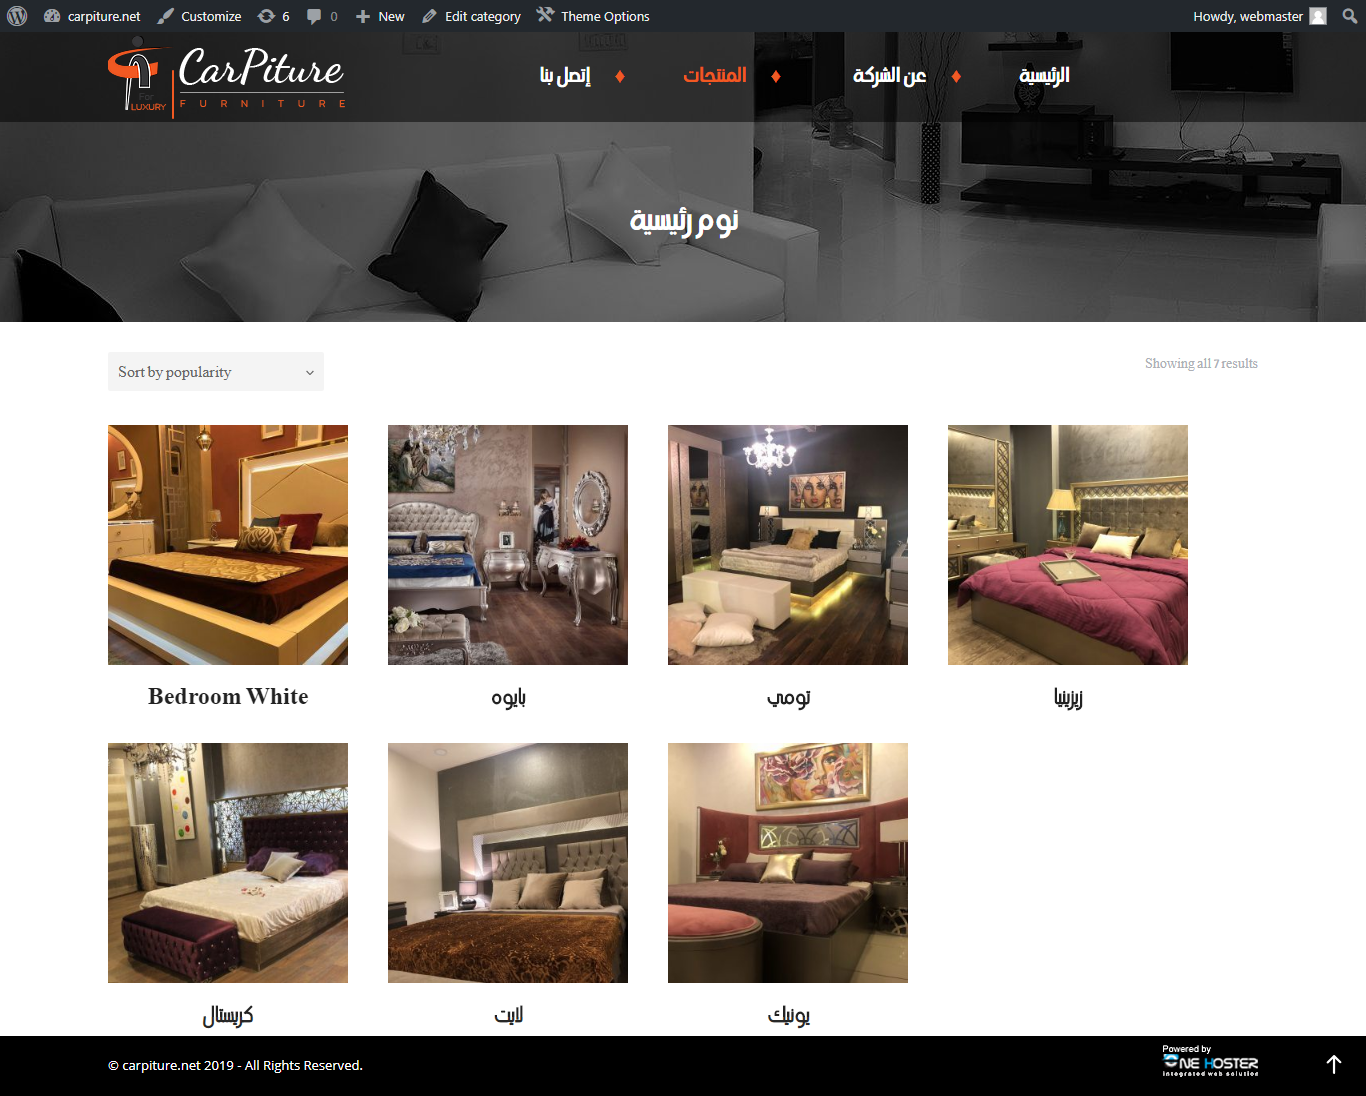 carpiture.net Customize 6 0 New Edit category Theme Options Howdy, webmaster
CarPiture
FURNITURE
For
LUXURY
الرئيسية عن الشركة المنتجات إتصل بنا
نوم رئيسية
Sort by popularity
Showing all 7 results
Bedroom White
بايوه
تومي
زيزينيا
كريستال
لايت
يونيك
© carpiture.net 2019 - All Rights Reserved.
Powered by
ONE HOSTER
integrated web solution